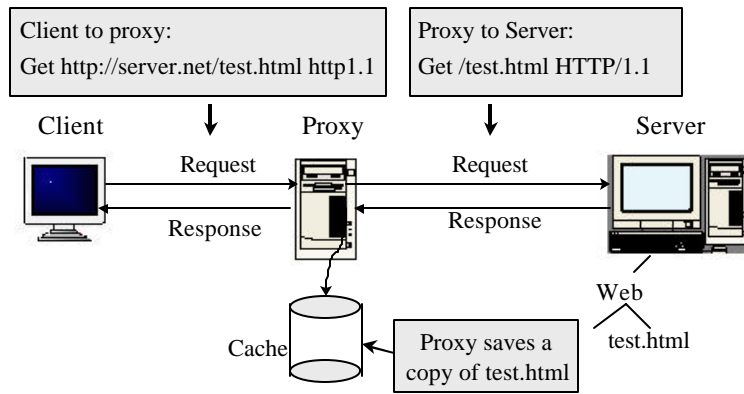 Client to proxy:
Get http://server.net/test.html http1.1
Proxy to Server:
Get /test.html HTTP/1.1
Client
Proxy
Server
Request
Request
Response
Response
Web
test.html
Cache
Proxy saves a
copy of test.html